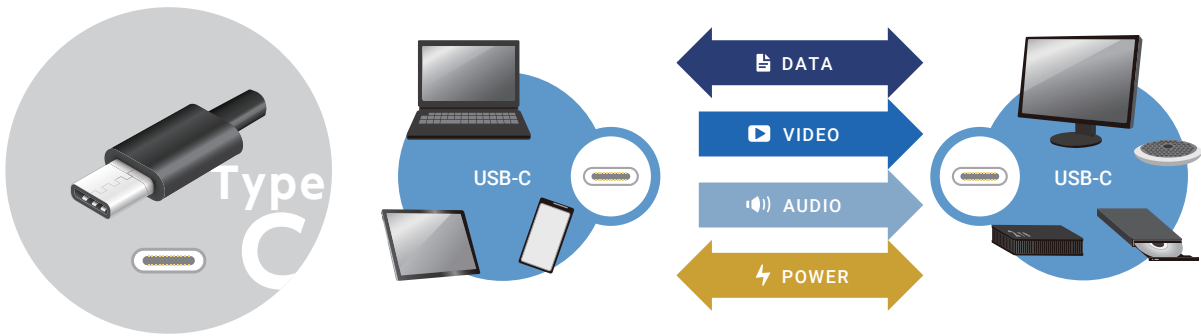 Type
C
USB-C
DATA
VIDEO
AUDIO
POWER
USB-C